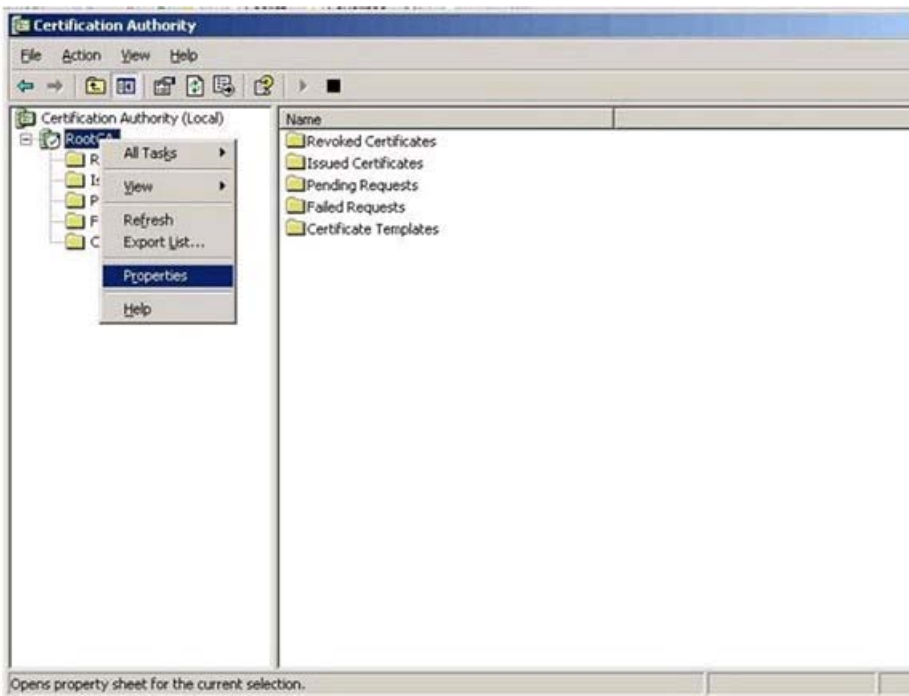 Certification Authority
File Action View Help
Certification Authority (Local)
RootCA
R
Is
P
F
C
All Tasks
View
Refresh
Export List...
Properties
Help
Name
Revoked Certificates
Issued Certificates
Pending Requests
Failed Requests
Certificate Templates
Opens property sheet for the current selection.